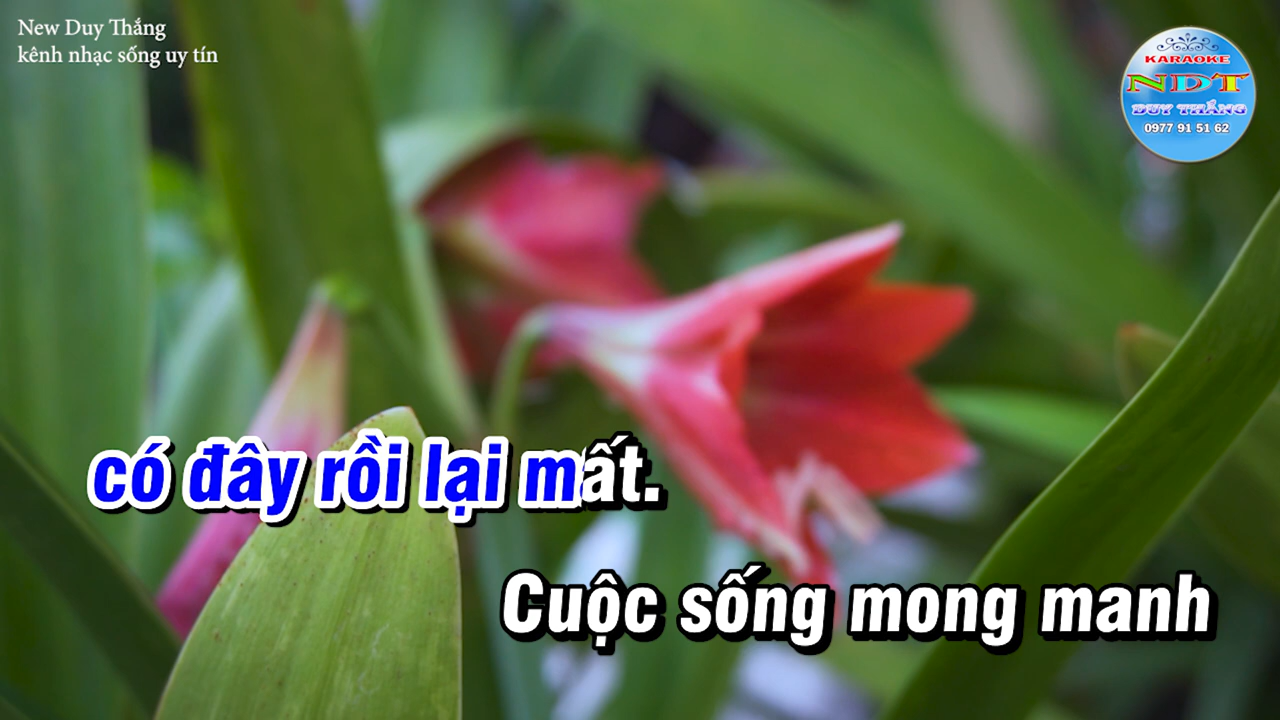 New Duy Thắng
kênh nhạc sống uy tín
KARAOKE
NDT
DUY THẮNG
0977 91 51 62
có đây rồi lại mất.
Cuộc sống mong manh